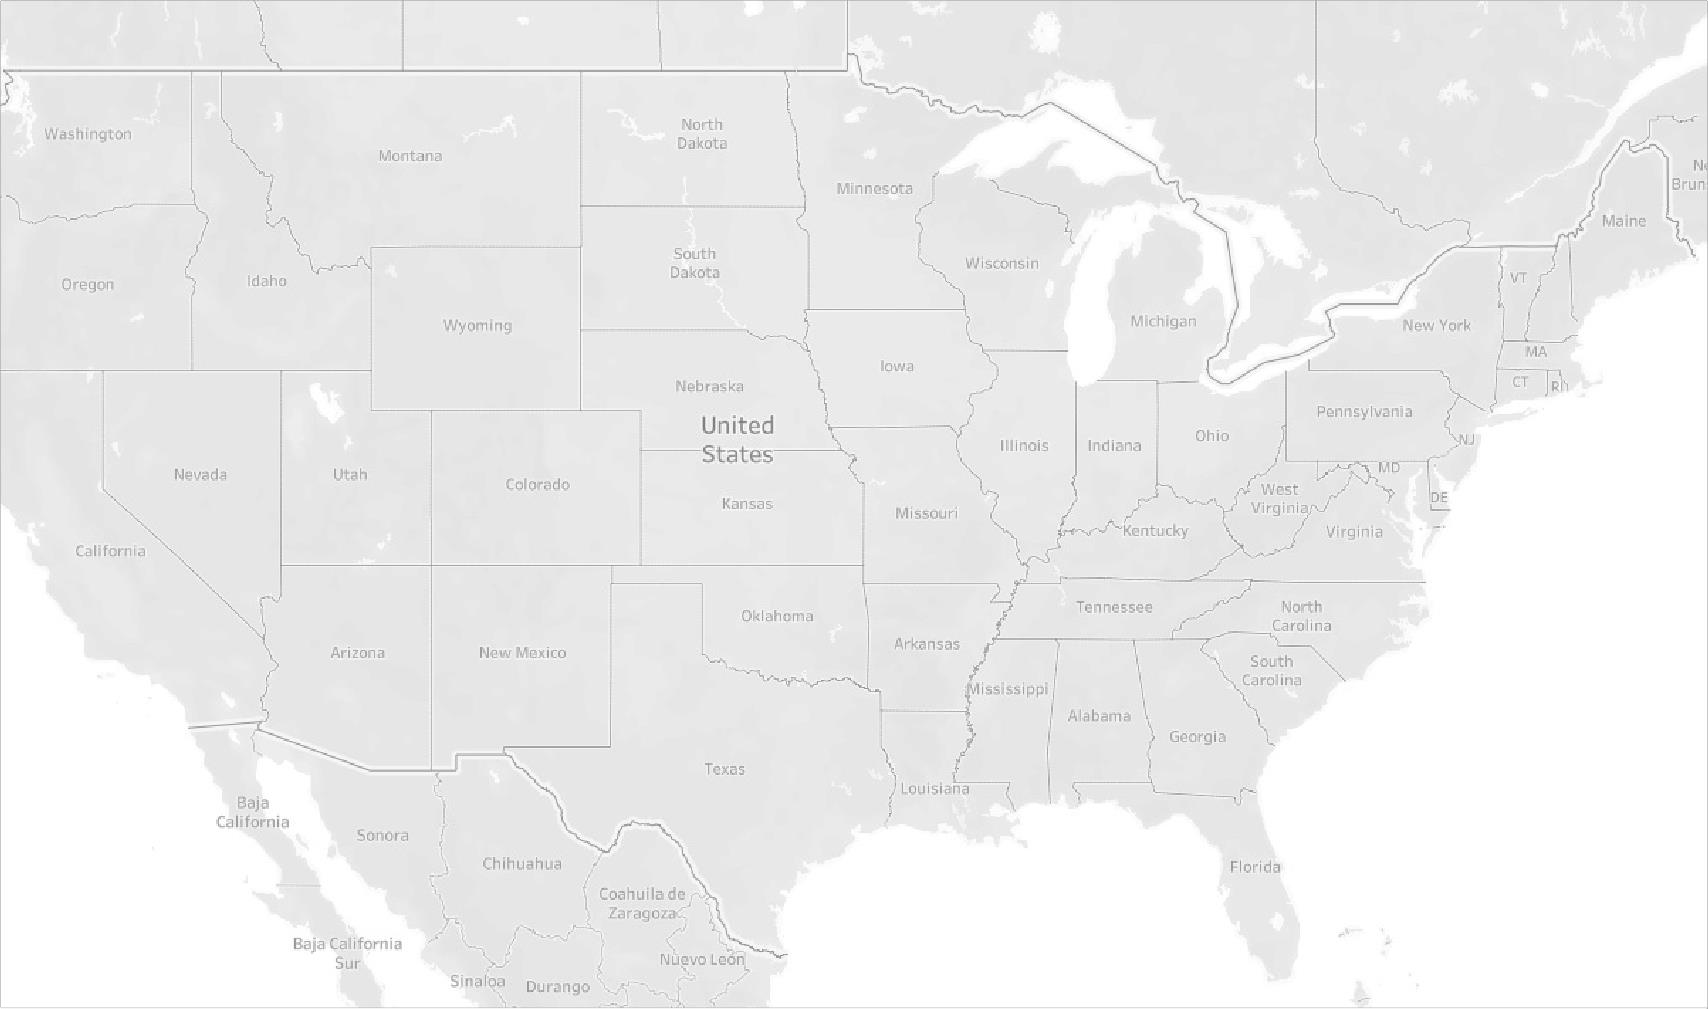 Washington
Montana
North
Dakota
Minnesota
Ne
Bruns
Maine
Oregon
Idaho
Wyoming
South
Dakota
Wisconsin
Michigan
New York
VT
MA
CT
RI
Iowa
Nebraska
United
States
Pennsylvania
Illinois
Indiana
Ohio
NJ
MD
DE
Nevada
Utah
Colorado
Kansas
Missouri
Kentucky
West
Virginia
Virginia
California
Arizona
New Mexico
Oklahoma
Arkansas
Tennessee
North
Carolina
South
Carolina
Mississippi
Alabama
Georgia
Texas
Louisiana
Florida
Baja
California
Sonora
Chihuahua
Coahuila de
Zaragoza
Baja California
Sur
Sinaloa
Durango
Nuevo León